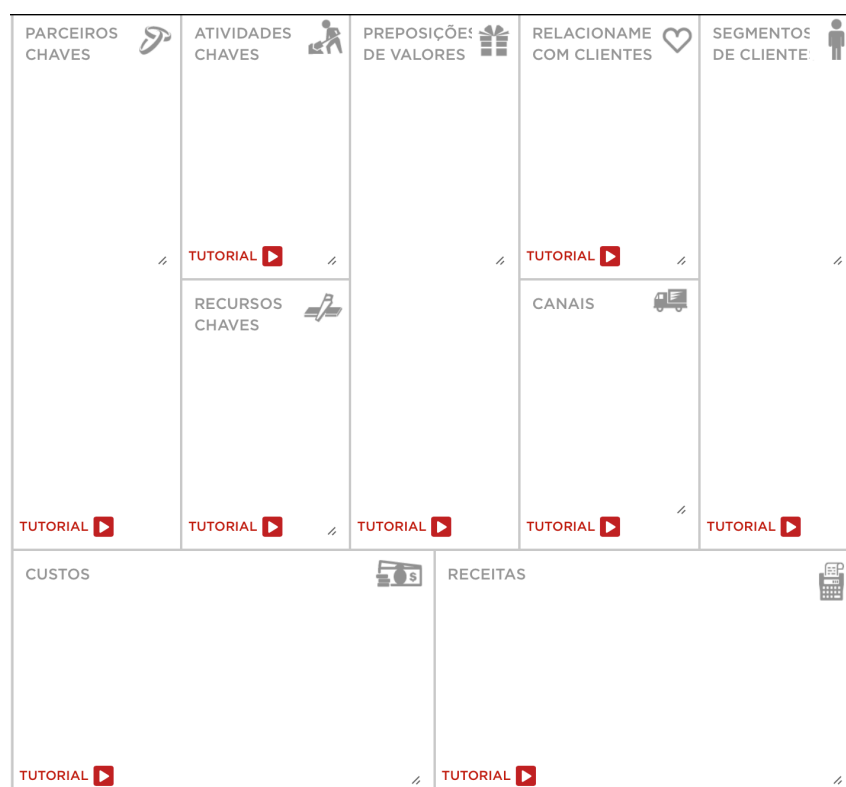 PARCEIROS
CHAVES
TUTORIAL
ATIVIDADES
CHAVES
TUTORIAL
RECURSOS
CHAVES
TUTORIAL
PREPOSIÇÕES
DE VALORES
TUTORIAL
RELACIONAME
COM CLIENTES
TUTORIAL
CANAIS
TUTORIAL
SEGMENTOS
DE CLIENTE
TUTORIAL
CUSTOS
$
TUTORIAL
RECEITAS
TUTORIAL